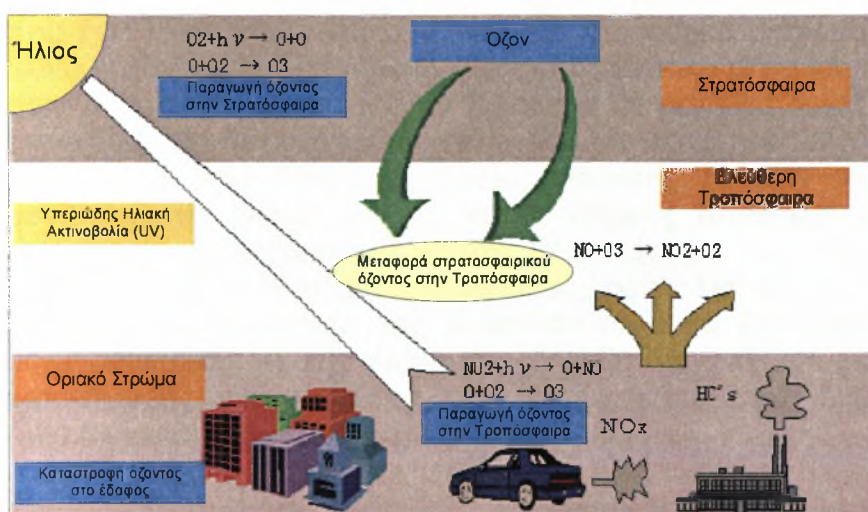 Ήλιος
O2+hν → O+O
O+O2 → O3
Παραγωγή όζοντος
στην Στρατόσφαιρα
Όζον
Στρατόσφαιρα
Ελεύθερη
Τροπόσφαιρα
Υπεριώδης Ηλιακή
Ακτινοβολία (UV)
Μεταφορά στρατοσφαιρικού
όζοντος στην Τροπόσφαιρα
NO+O3 → NO2+O2
Οριακό Στρώμα
NO2+hν → O+NO
O+O2 → O3
Παραγωγή όζοντος
στην Τροπόσφαιρα
NOx
HC's
Καταστροφη όζοντος
στο έδαφος